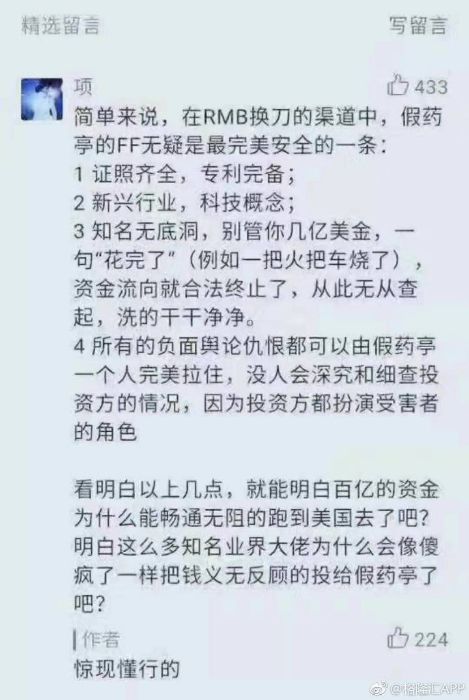 精选留言
写留言
项
433
简单来说，在RMB换刀的渠道中，假药
亭的FF无疑是最完美安全的一条：
1 证照齐全，专利完备；
2 新兴行业，科技概念；
3 知名无底洞，别管你几亿美金，一
句“花完了”（例如一把火把车烧了），
资金流向就合法终止了，从此无从查
起，洗的干干净净。
4 所有的负面舆论仇恨都可以由假药亭
一个人完美拉住，没人会深究和细查投
资方的情况，因为投资方都扮演受害者
的角色
看明白以上几点，就能明白百亿的资金
为什么能畅通无阻的跑到美国去了吧？
明白这么多知名业界大佬为什么会像傻
疯了一样把钱义无反顾的投给假药亭了
吧？
作者
224
惊现懂行的
@格隆汇APP